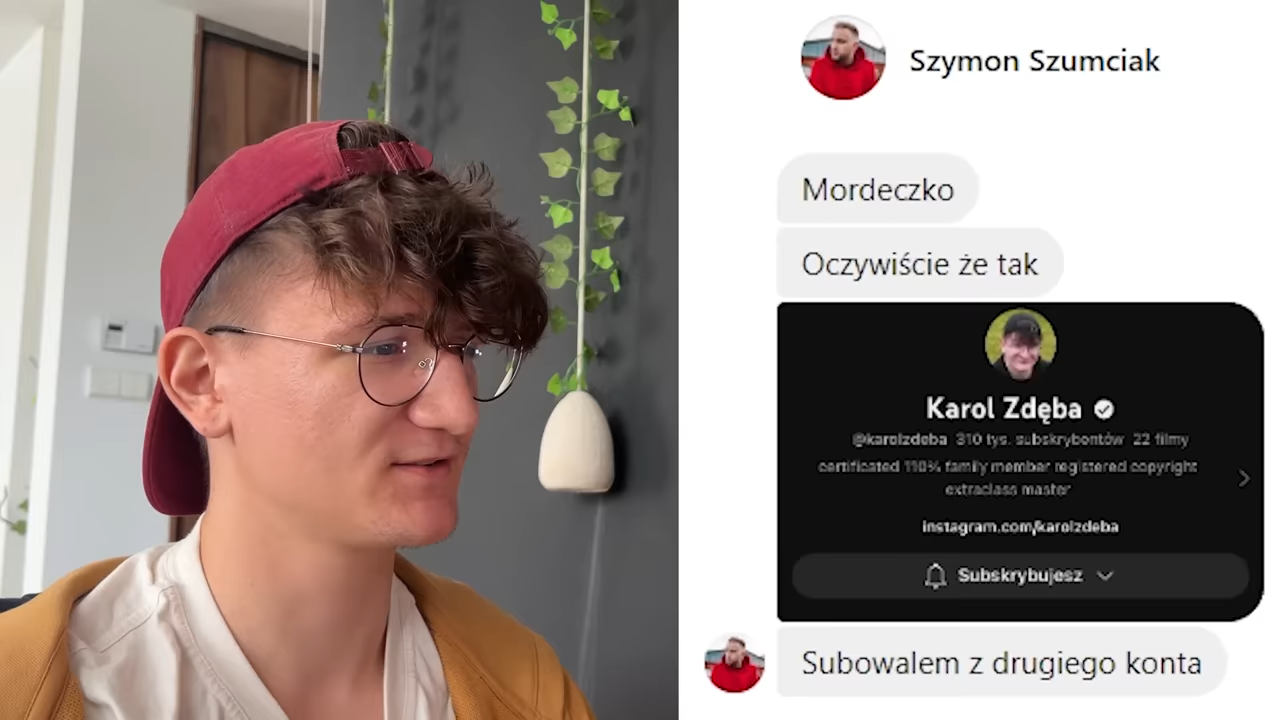 Szymon Szumciak
Mordeczko
Oczywiście że tak
Karol Zdęba
@karolzdeba 310 tys. subskrybentów 22 filmy
certificated 110% family member registered copyright
extraclass master
instagram.com/karolzdeba
Subskrybujesz
Subowalem z drugiego konta